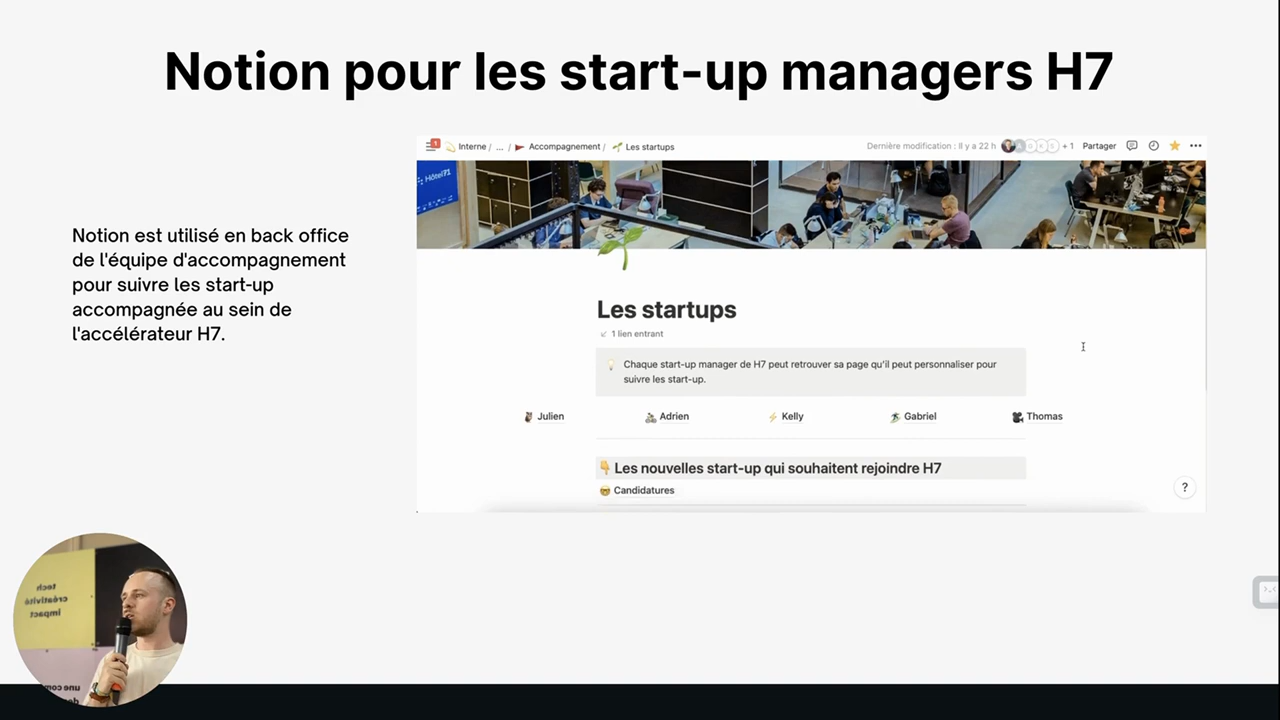 Notion pour les start-up managers H7
Notion est utilisé en back office
de l'équipe d'accompagnement
pour suivre les start-up
accompagnée au sein de
l'accélérateur H7.
1
Interne / ... / Accompagnement / Les startups
Dernière modification : Il y a 22 h
+ 1
Partager
Les startups
1 lien entrant
Chaque start-up manager de H7 peut retrouver sa page qu'il peut personnaliser pour
suivre les start-up.
Julien
Adrien
Kelly
Gabriel
Thomas
Les nouvelles start-up qui souhaitent rejoindre H7
Candidatures
?
tech
créativité
impact